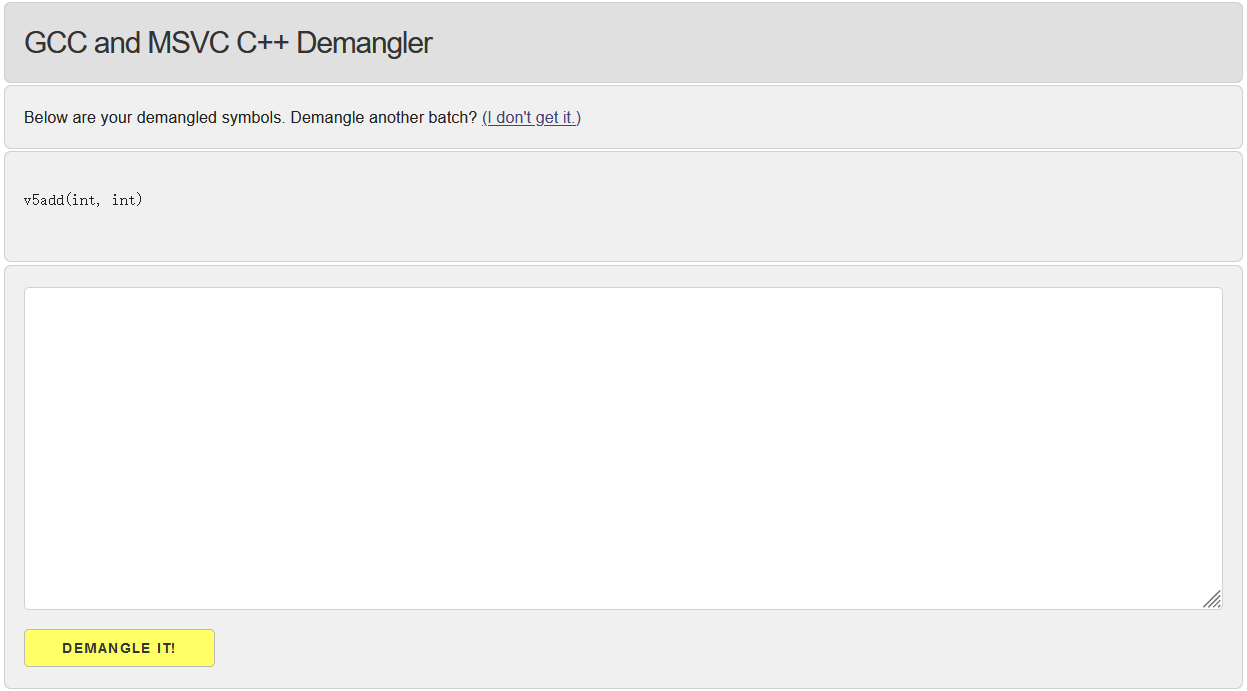 GCC and MSVC C++ Demangler
Below are your demangled symbols. Demangle another batch? (I don't get it.)
v5add(int, int)
DEMANGLE IT!